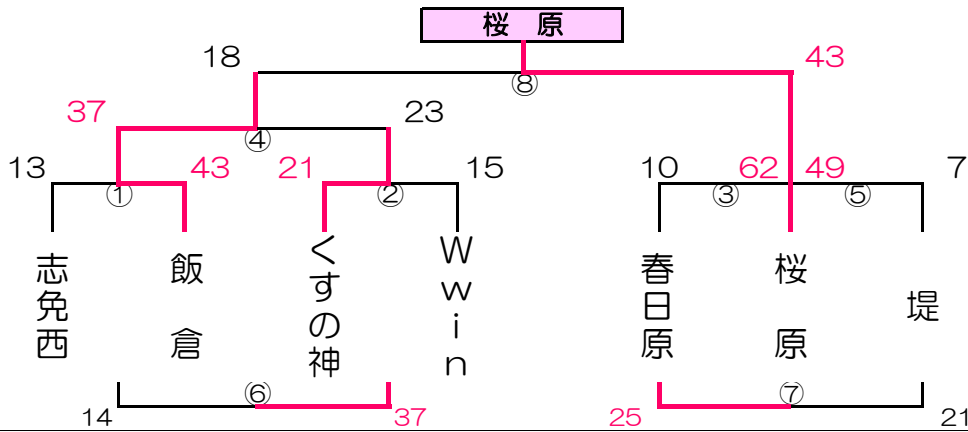 桜 原
18 43
⑧
37 23
④
13 43 21 15 10 62 49 7
① ② ③ ⑤
志免西
飯倉
くすの神
Wwin
春日原
桜原
堤
⑥ ⑦
14 37 25 21